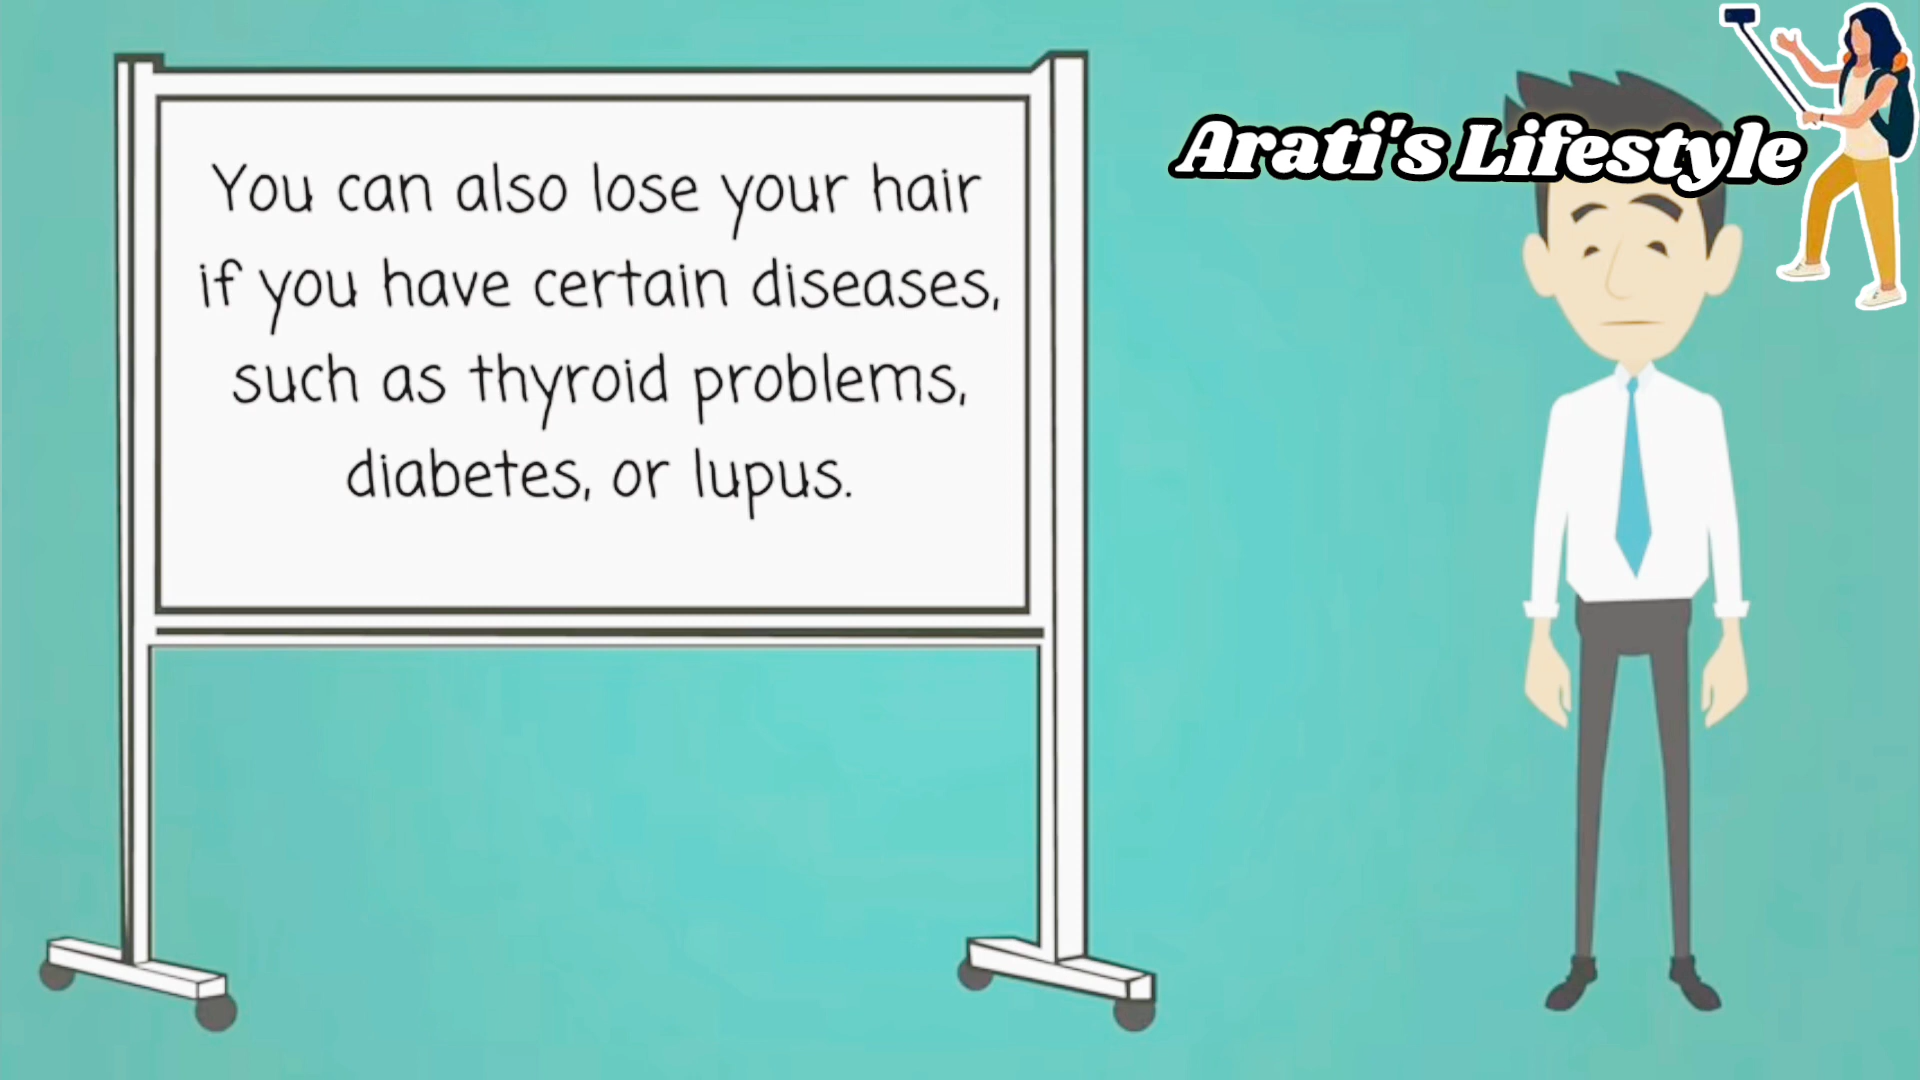 You can also lose your hair
if you have certain diseases,
such as thyroid problems,
diabetes, or lupus.
Arati's Lifestyle